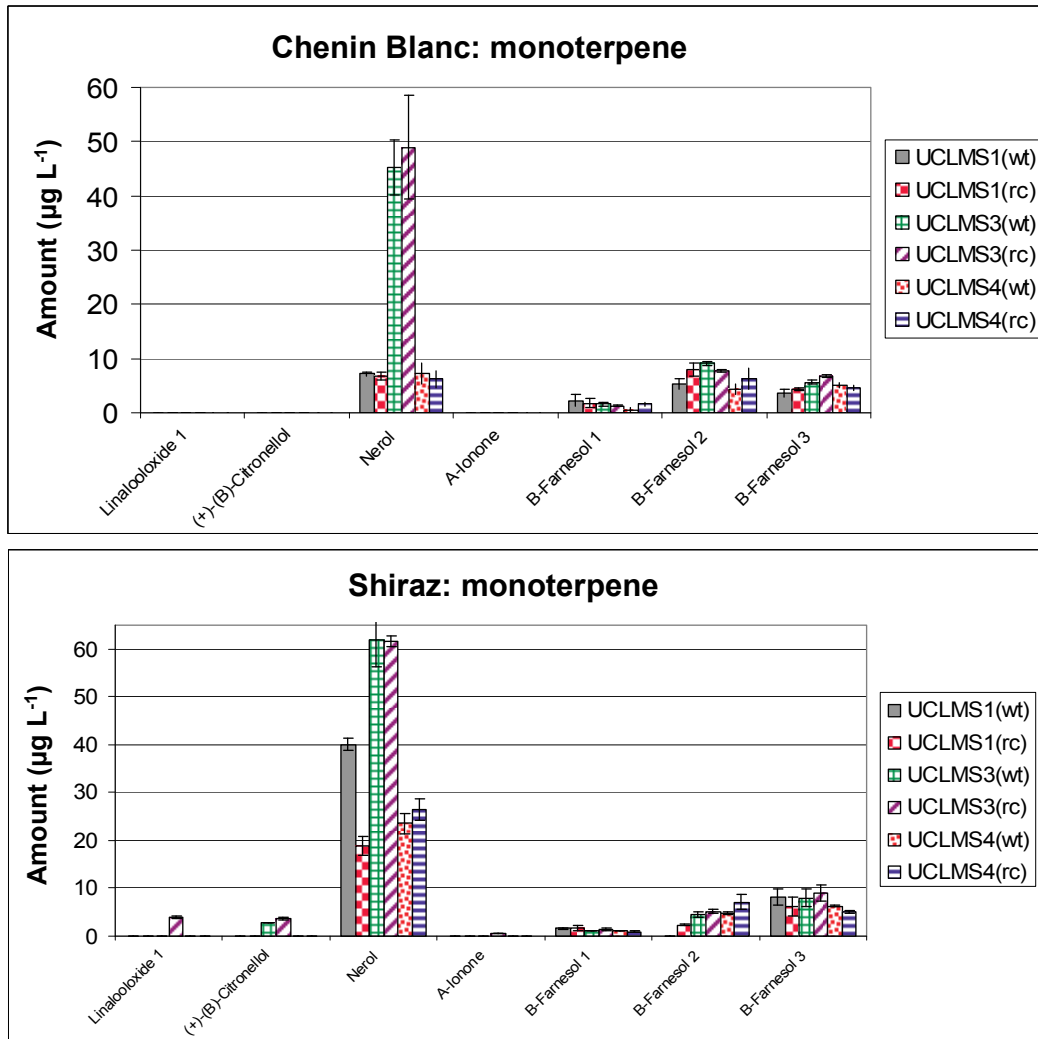 Chenin Blanc: monoterpene
Amount (µg L⁻¹)
60
50
40
30
20
10
0
Linalooloxide 1
(+)-(B)-Citronellol
Nerol
A-Ionone
B-Farnesol 1
B-Farnesol 2
B-Farnesol 3
UCLMS1(wt)
UCLMS1(rc)
UCLMS3(wt)
UCLMS3(rc)
UCLMS4(wt)
UCLMS4(rc)
Shiraz: monoterpene
Amount (µg L⁻¹)
60
50
40
30
20
10
0
Linalooloxide 1
(+)-(B)-Citronellol
Nerol
A-Ionone
B-Farnesol 1
B-Farnesol 2
B-Farnesol 3
UCLMS1(wt)
UCLMS1(rc)
UCLMS3(wt)
UCLMS3(rc)
UCLMS4(wt)
UCLMS4(rc)